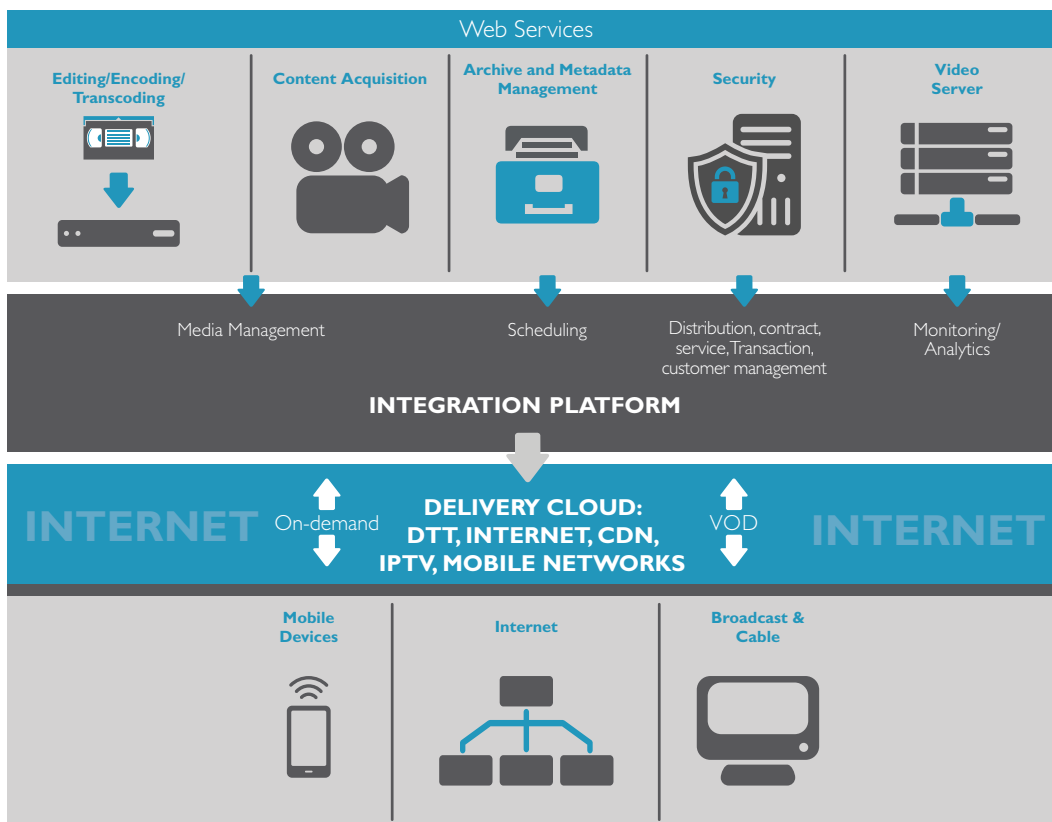 Web Services
Editing/Encoding/
Transcoding
Content Acquisition
Archive and Metadata
Management
Security
Video
Server
Media Management
Scheduling
Distribution, contract,
service, Transaction,
customer management
Monitoring/
Analytics
INTEGRATION PLATFORM
INTERNET
On-demand
DELIVERY CLOUD:
DTT, INTERNET, CDN,
IPTV, MOBILE NETWORKS
VOD
INTERNET
Mobile
Devices
Internet
Broadcast &
Cable